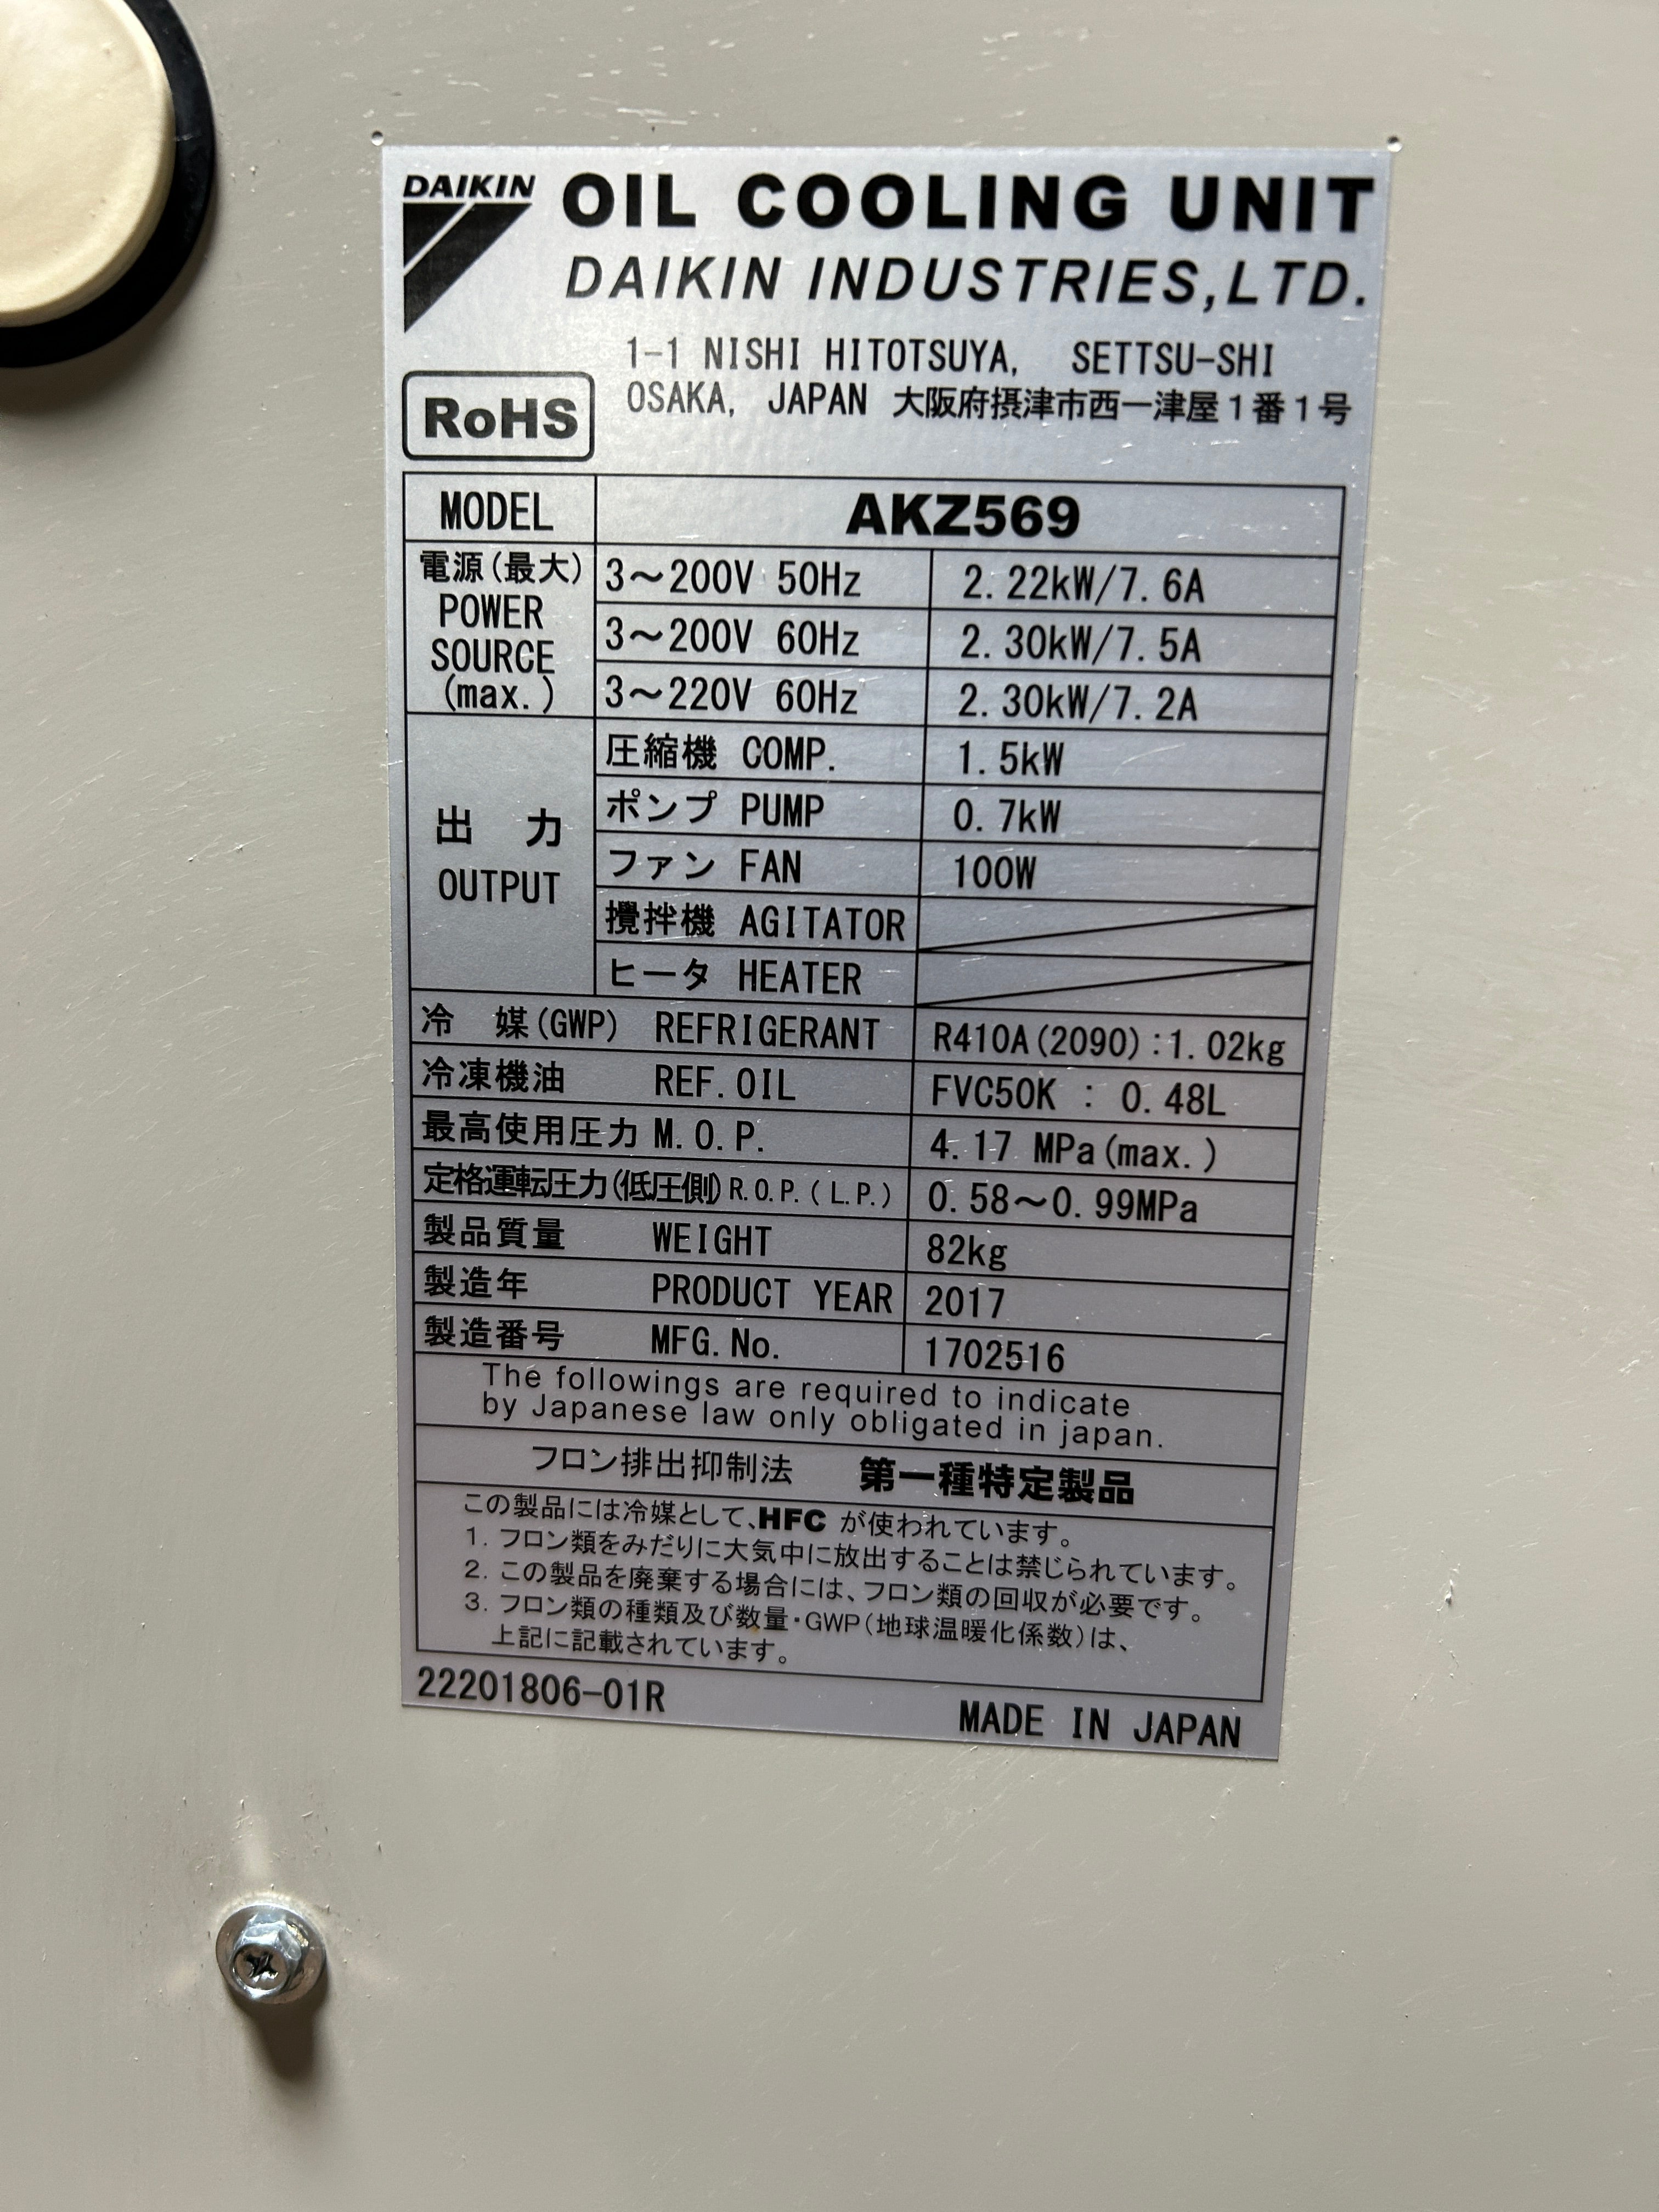 DAIKIN
OIL COOLING UNIT
DAIKIN INDUSTRIES,LTD.
1-1 NISHI HITOTSUYA, SETTSU-SHI
OSAKA, JAPAN 大阪府摂津市西一津屋1番1号
RoHS
MODEL AKZ569
電源(最大) POWER SOURCE (max.)
3～200V 50Hz 2.22kW/7.6A
3～200V 60Hz 2.30kW/7.5A
3～220V 60Hz 2.30kW/7.2A
出 力 OUTPUT
圧縮機 COMP. 1.5kW
ポンプ PUMP 0.7kW
ファン FAN 100W
攪拌機 AGITATOR
ヒータ HEATER
冷 媒(GWP) REFRIGERANT R410A(2090):1.02kg
冷凍機油 REF.OIL FVC50K : 0.48L
最高使用圧力 M.O.P. 4.17 MPa(max.)
定格運転圧力(低圧側) R.O.P.(L.P.) 0.58～0.99MPa
製品質量 WEIGHT 82kg
製造年 PRODUCT YEAR 2017
製造番号 MFG.No. 1702516
The followings are required to indicate
by Japanese law only obligated in japan.
フロン排出抑制法 第一種特定製品
この製品には冷媒として、HFC が使われています。
1. フロン類をみだりに大気中に放出することは禁じられています。
2. この製品を廃棄する場合には、フロン類の回収が必要です。
3. フロン類の種類及び数量・GWP(地球温暖化係数)は、
上記に記載されています。
22201806-01R
MADE IN JAPAN